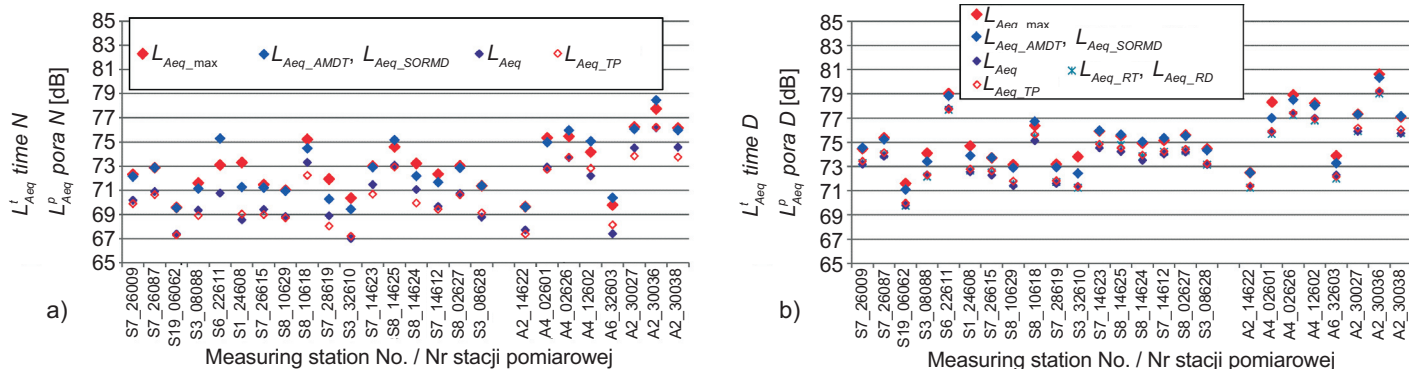 a)
L^t_Aeq time N
L^p_Aeq pora N [dB]
85
83
81
79
77
75
73
71
69
67
65
L_Aeq_max
L_Aeq_AMDT, L_Aeq_SORMD
L_Aeq
L_Aeq_TP
S7_26009
S7_26087
S19_06062
S3_08088
S6_22611
S1_24608
S7_26615
S8_10629
S8_10618
S7_28619
S3_32610
S7_14623
S8_14625
S8_14624
S7_14612
S8_02627
S3_08628
A2_14622
A4_02601
A4_02626
A4_12602
A6_32603
A2_30027
A2_30036
A2_30038
Measuring station No. / Nr stacji pomiarowej
b)
L^t_Aeq time D
L^p_Aeq pora D [dB]
85
83
81
79
77
75
73
71
69
67
65
L_Aeq_max
L_Aeq_AMDT, L_Aeq_SORMD
L_Aeq
L_Aeq_RT, L_Aeq_RD
L_Aeq_TP
S7_26009
S7_26087
S19_06062
S3_08088
S6_22611
S1_24608
S7_26615
S8_10629
S8_10618
S7_28619
S3_32610
S7_14623
S8_14625
S8_14624
S7_14612
S8_02627
S3_08628
A2_14622
A4_02601
A4_02626
A4_12602
A6_32603
A2_30027
A2_30036
A2_30038
Measuring station No. / Nr stacji pomiarowej